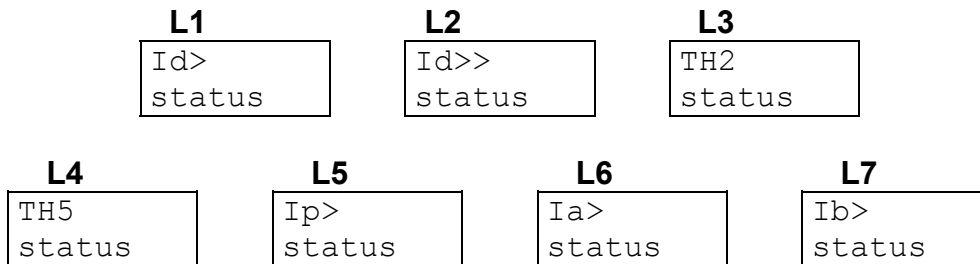 L1 L2 L3
Id> Id>> TH2
status status status
L4 L5 L6 L7
TH5 Ip> Ia> Ib>
status status status status